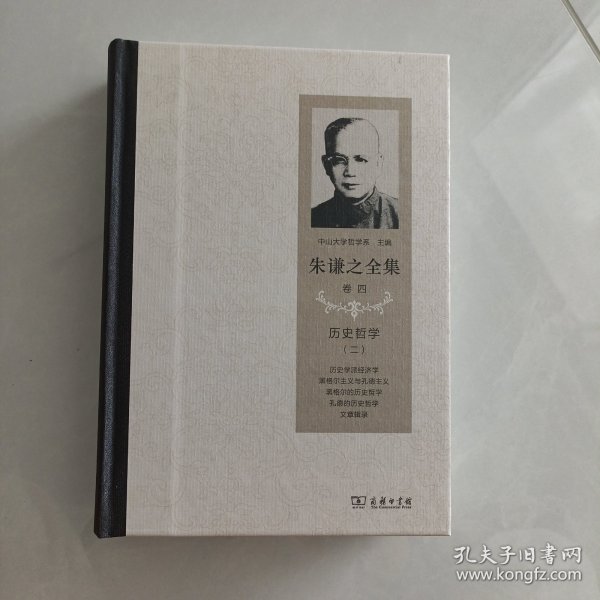 中山大学哲学系 主编
朱谦之全集
卷四
历史哲学
（二）
历史学派经济学
黑格尔主义与孔德主义
黑格尔的历史哲学
孔德的历史哲学
文章辑录
商务印书馆
The Commercial Press
孔夫子旧书网
www.kongfz.com